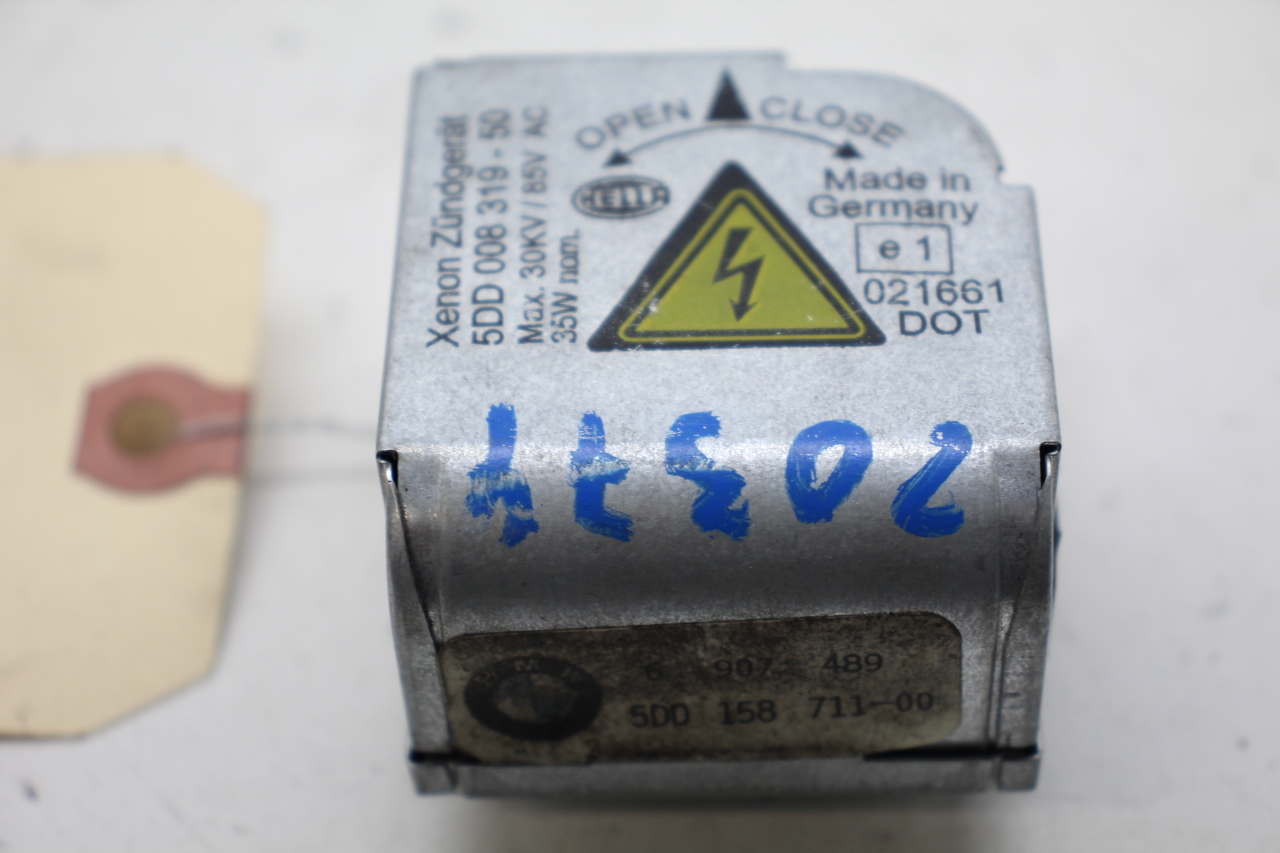 OPEN CLOSE
Xenon Zündgerät
5DD 008 319 - 50
Max. 30KV / 85V AC
35W nom.
HELLA
Made in
Germany
e 1
021661
DOT
20374
BMW
6 907 489
5DD 158 711-00